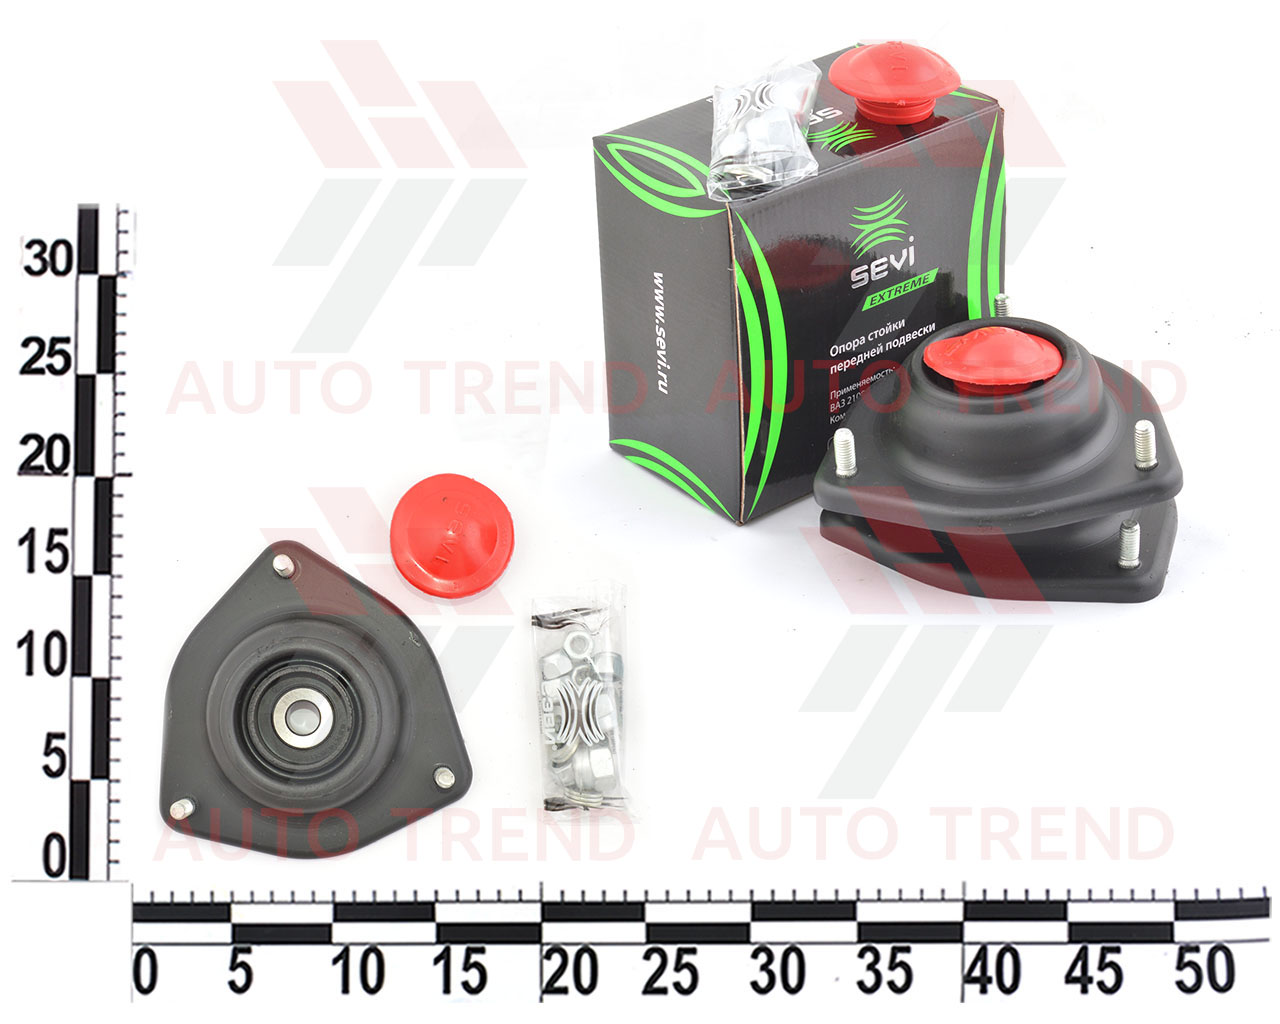 SEVi
EXTREME
Опора стойки
передней подвески
Применяемость:
ВАЗ 210
Ком
www.sevi.ru
SEVI
AUTO TREND
AUTO TREND
AUTO TREND
AUTO TREND
30
25
20
15
10
5
0
0 5 10 15 20 25 30 35 40 45 50